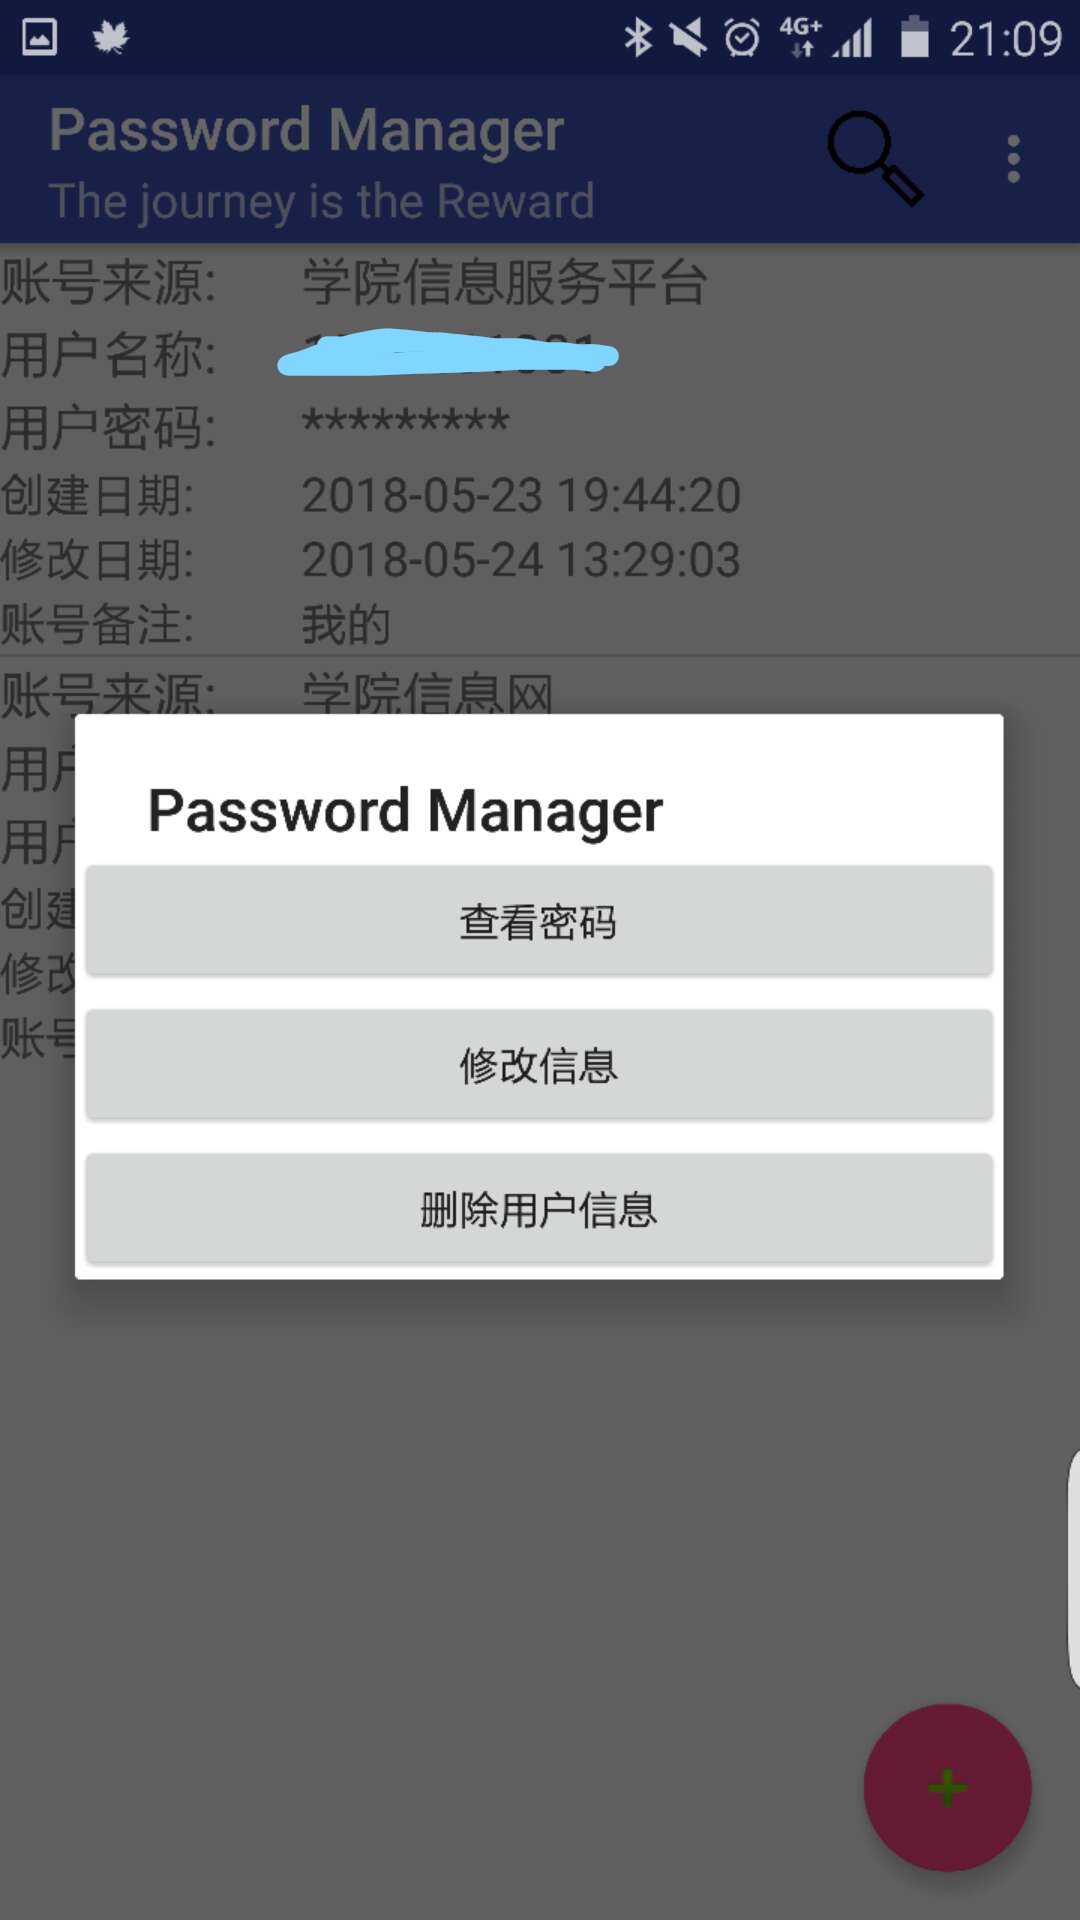 4G+ 21:09
Password Manager
The journey is the Reward
账号来源: 学院信息服务平台
用户名称:
用户密码: *********
创建日期: 2018-05-23 19:44:20
修改日期: 2018-05-24 13:29:03
账号备注: 我的
账号来源: 学院信息网
用户
用户
创建
修改
账号
Password Manager
查看密码
修改信息
删除用户信息